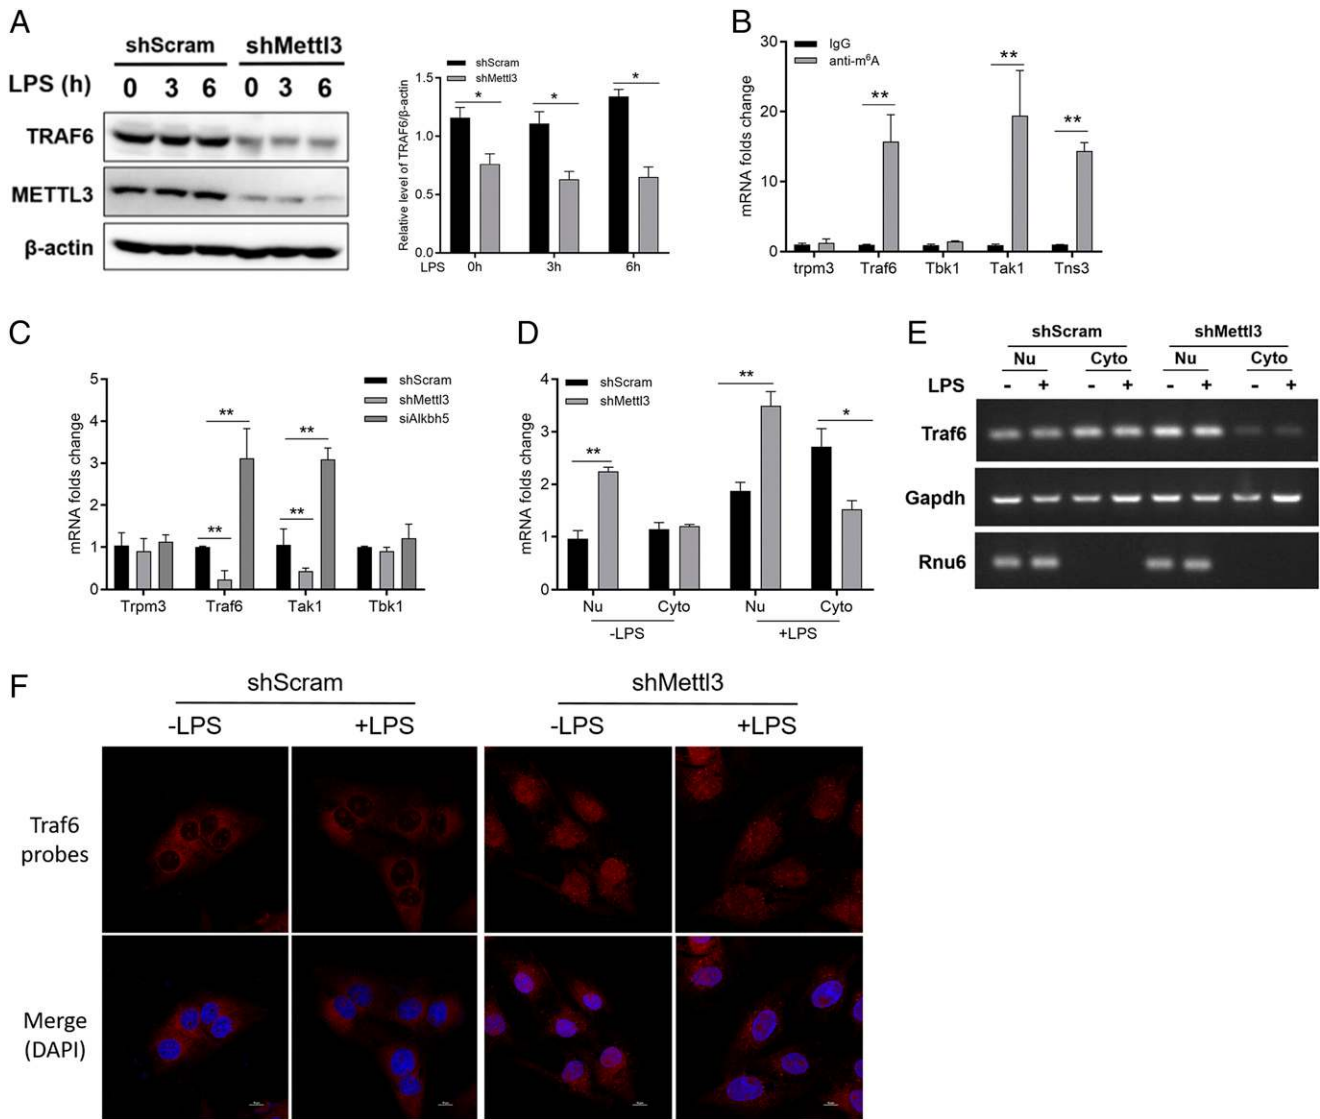 A
shScram shMettl3
LPS (h) 0 3 6 0 3 6
TRAF6
METTL3
β-actin
shScram
shMettl3
Relative level of TRAF6/β-actin
1.5
1.0
0.5
0.0
* * *
LPS 0h 3h 6h
B
IgG
anti-m⁶A
mRNA folds change
30
20
10
0
** ** **
trpm3 Traf6 Tbk1 Tak1 Tns3
C
shScram
shMettl3
siAlkbh5
mRNA folds change
5
4
3
2
1
0
** ** ** **
Trpm3 Traf6 Tak1 Tbk1
D
shScram
shMettl3
mRNA folds change
4
3
2
1
0
** ** *
Nu Cyto Nu Cyto
-LPS +LPS
E
shScram shMettl3
Nu Cyto Nu Cyto
LPS - + - + - + - +
Traf6
Gapdh
Rnu6
F
shScram shMettl3
-LPS +LPS -LPS +LPS
Traf6
probes
Merge
(DAPI)